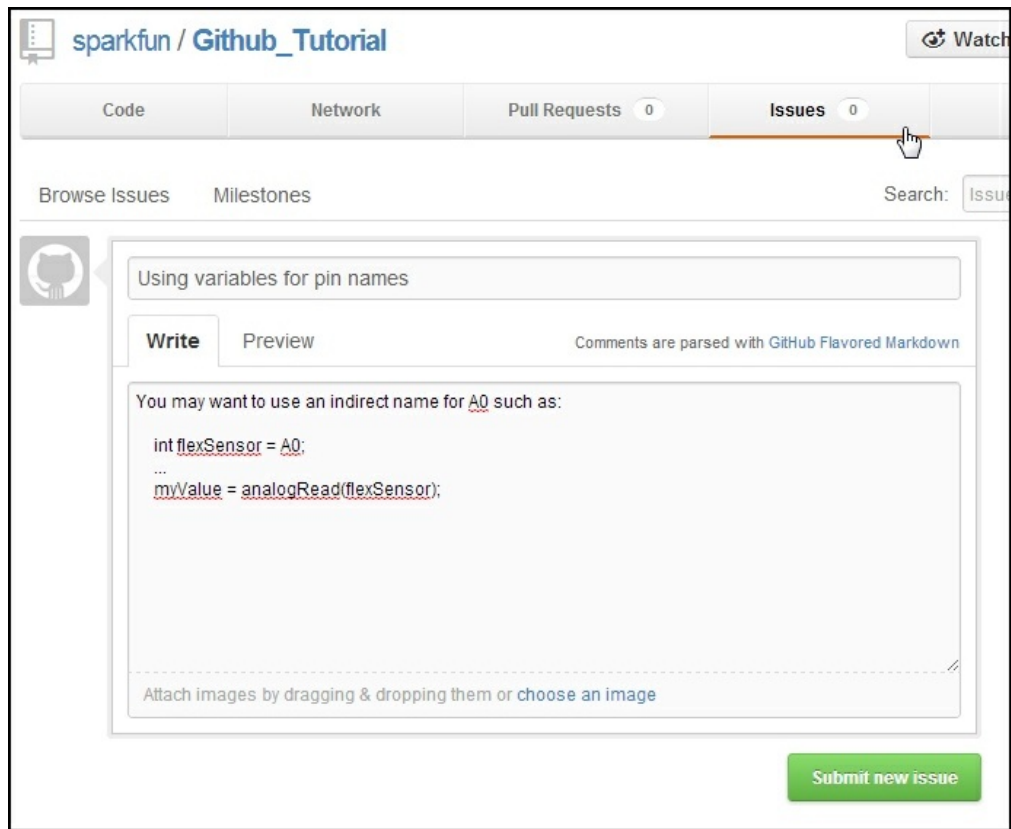 sparkfun / Github_Tutorial
Watch
Code Network Pull Requests 0 Issues 0
Browse Issues Milestones Search: Issue
Using variables for pin names
Write Preview Comments are parsed with GitHub Flavored Markdown
You may want to use an indirect name for A0 such as:
int flexSensor = A0;
...
myValue = analogRead(flexSensor);
Attach images by dragging & dropping them or choose an image
Submit new issue